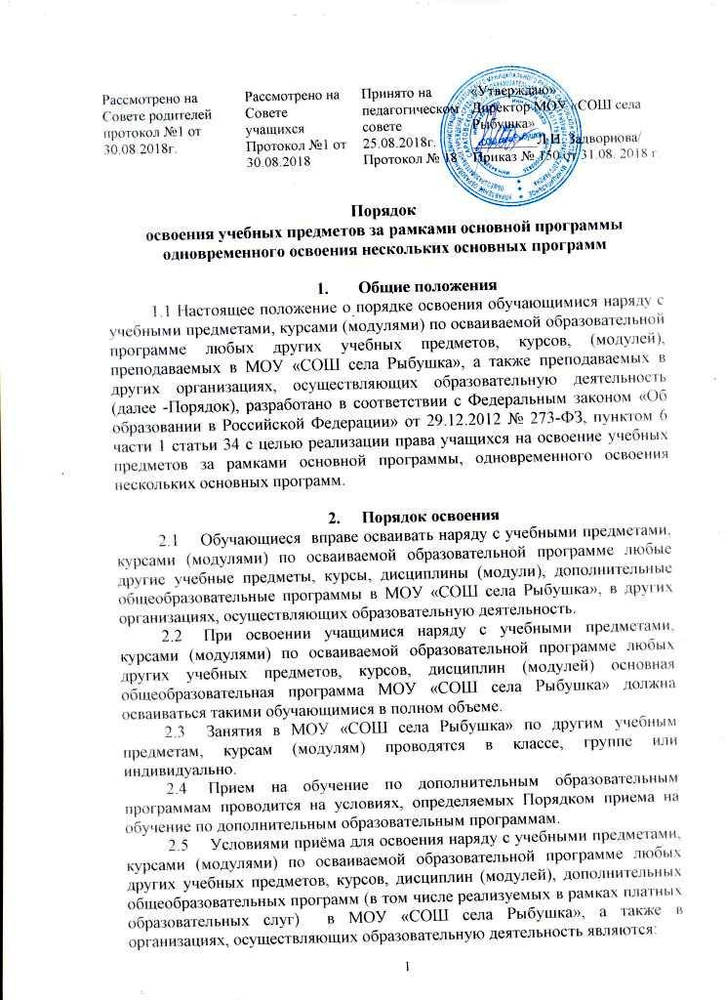 Рассмотрено на
Совете родителей
протокол №1 от
30.08.2018г.
Рассмотрено на
Совете
учащихся
Протокол №1 от
30.08.2018
Принято на
педагогическом
совете
25.08.2018г.
Протокол № 18
«Утверждаю»
Директор МОУ «СОШ села
Рыбушка»
Л.И. Задворнова/
Приказ № 150 от 31.08. 2018 г.
Порядок
освоения учебных предметов за рамками основной программы
одновременного освоения нескольких основных программ
1. Общие положения
1.1 Настоящее положение о порядке освоения обучающимися наряду с
учебными предметами, курсами (модулями) по осваиваемой образовательной
программе любых других учебных предметов, курсов, (модулей),
преподаваемых в МОУ «СОШ села Рыбушка», а также преподаваемых в
других организациях, осуществляющих образовательную деятельность
(далее -Порядок), разработано в соответствии с Федеральным законом «Об
образовании в Российской Федерации» от 29.12.2012 № 273-ФЗ, пунктом 6
части 1 статьи 34 с целью реализации права учащихся на освоение учебных
предметов за рамками основной программы, одновременного освоения
нескольких основных программ.
2. Порядок освоения
2.1 Обучающиеся вправе осваивать наряду с учебными предметами,
курсами (модулями) по осваиваемой образовательной программе любые
другие учебные предметы, курсы, дисциплины (модули), дополнительные
общеобразовательные программы в МОУ «СОШ села Рыбушка», в других
организациях, осуществляющих образовательную деятельность.
2.2 При освоении учащимися наряду с учебными предметами,
курсами (модулями) по осваиваемой образовательной программе любых
других учебных предметов, курсов, дисциплин (модулей) основная
общеобразовательная программа МОУ «СОШ села Рыбушка» должна
осваиваться такими обучающимися в полном объеме.
2.3 Занятия в МОУ «СОШ села Рыбушка» по другим учебным
предметам, курсам (модулям) проводятся в классе, группе или
индивидуально.
2.4 Прием на обучение по дополнительным образовательным
программам проводится на условиях, определяемых Порядком приема на
обучение по дополнительным образовательным программам.
2.5 Условиями приёма для освоения наряду с учебными предметами,
курсами (модулями) по осваиваемой образовательной программе любых
других учебных предметов, курсов, дисциплин (модулей), дополнительных
общеобразовательных программ (в том числе реализуемых в рамках платных
образовательных слуг) в МОУ «СОШ села Рыбушка», а также в
организациях, осуществляющих образовательную деятельность являются:
1